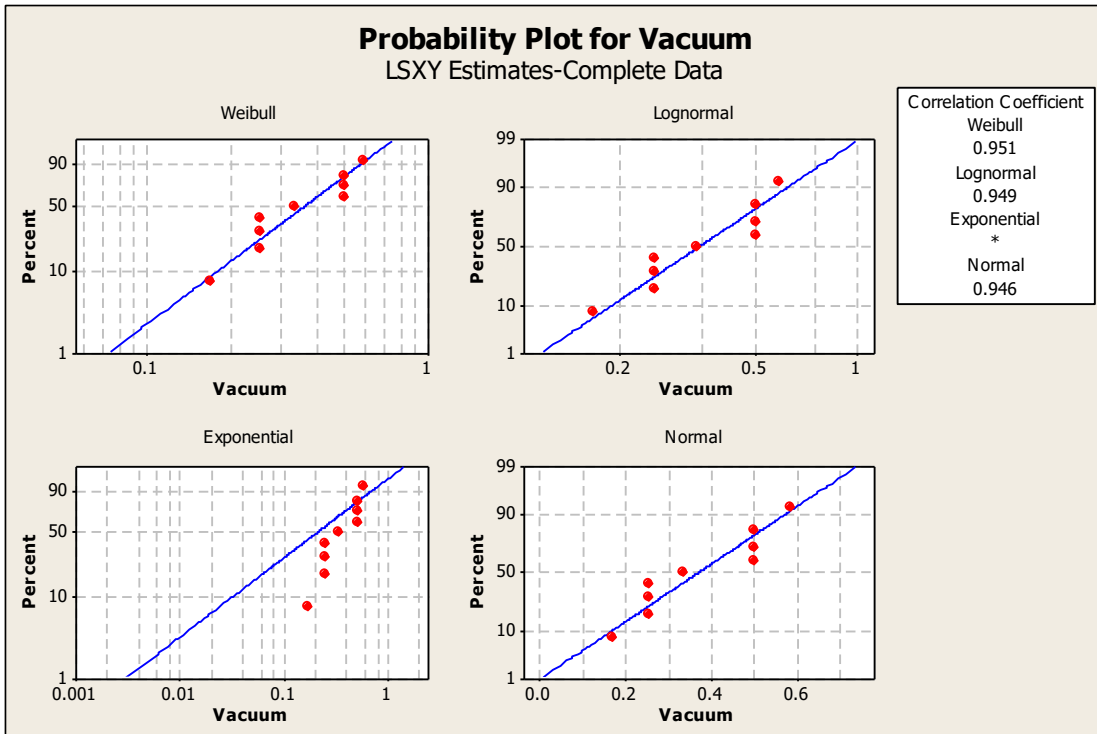 Probability Plot for Vacuum
LSXY Estimates-Complete Data
Weibull
90
50
10
1
Percent
0.1 1
Vacuum
Lognormal
99
90
50
10
1
Percent
0.2 0.5 1
Vacuum
Correlation Coefficient
Weibull
0.951
Lognormal
0.949
Exponential
*
Normal
0.946
Exponential
90
50
10
1
Percent
0.001 0.01 0.1 1
Vacuum
Normal
99
90
50
10
1
Percent
0.0 0.2 0.4 0.6
Vacuum